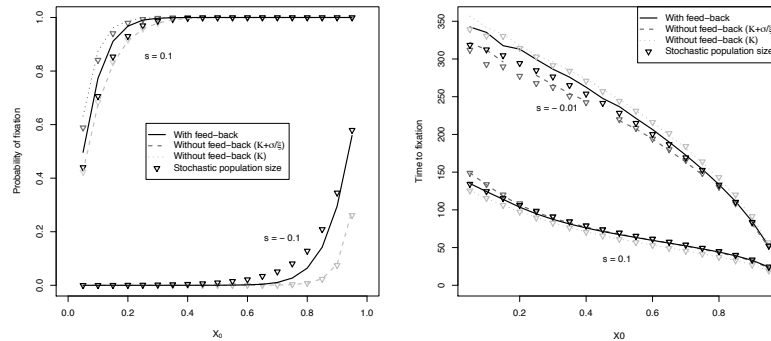 Probability of fixation
1.0
0.8
0.6
0.4
0.2
0.0
s = 0.1
With feed-back
Without feed-back (K+σ/ξ)
Without feed-back (K)
Stochastic population size
s = − 0.1
0.0 0.2 0.4 0.6 0.8 1.0
X₀
Time to fixation
350
300
250
200
150
100
50
0
With feed-back
Without feed-back (K+σ/ξ)
Without feed-back (K)
Stochastic population size
s = − 0.01
s = 0.1
0.2 0.4 0.6 0.8
X0